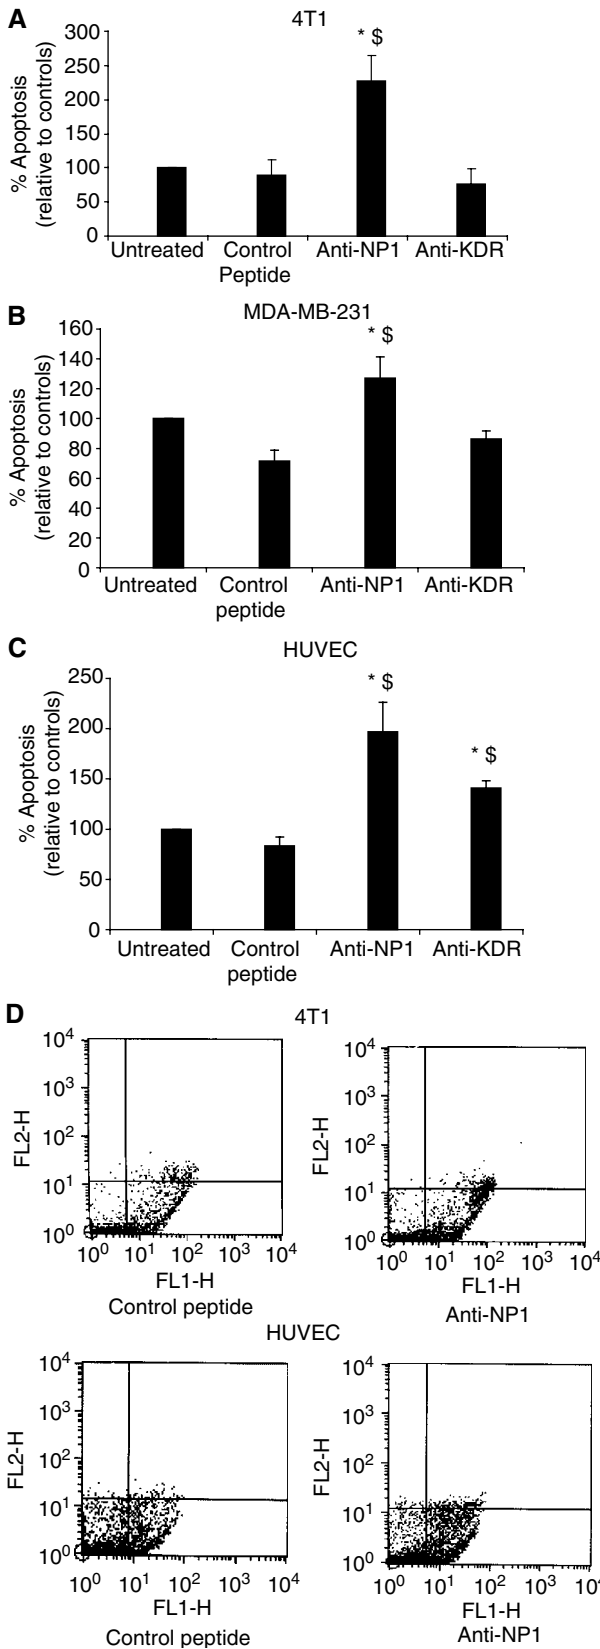 A
4T1
% Apoptosis
(relative to controls)
300
250
200
150
100
50
0
* $
Untreated
Control
Peptide
Anti-NP1
Anti-KDR
B
MDA-MB-231
% Apoptosis
(relative to controls)
160
140
120
100
80
60
40
20
0
* $
Untreated
Control
peptide
Anti-NP1
Anti-KDR
C
HUVEC
% Apoptosis
(relative to controls)
250
200
150
100
50
0
* $
* $
Untreated
Control
peptide
Anti-NP1
Anti-KDR
D
4T1
FL2-H
10⁴
10³
10²
10¹
10⁰
10⁰ 10¹ 10² 10³ 10⁴
FL1-H
Control peptide
FL2-H
10⁴
10³
10²
10¹
10⁰
10⁰ 10¹ 10² 10³ 10⁴
FL1-H
Anti-NP1
HUVEC
FL2-H
10⁴
10³
10²
10¹
10⁰
10⁰ 10¹ 10² 10³ 10⁴
FL1-H
Control peptide
FL2-H
10⁴
10³
10²
10¹
10⁰
10⁰ 10¹ 10² 10³
FL1-H
Anti-NP1